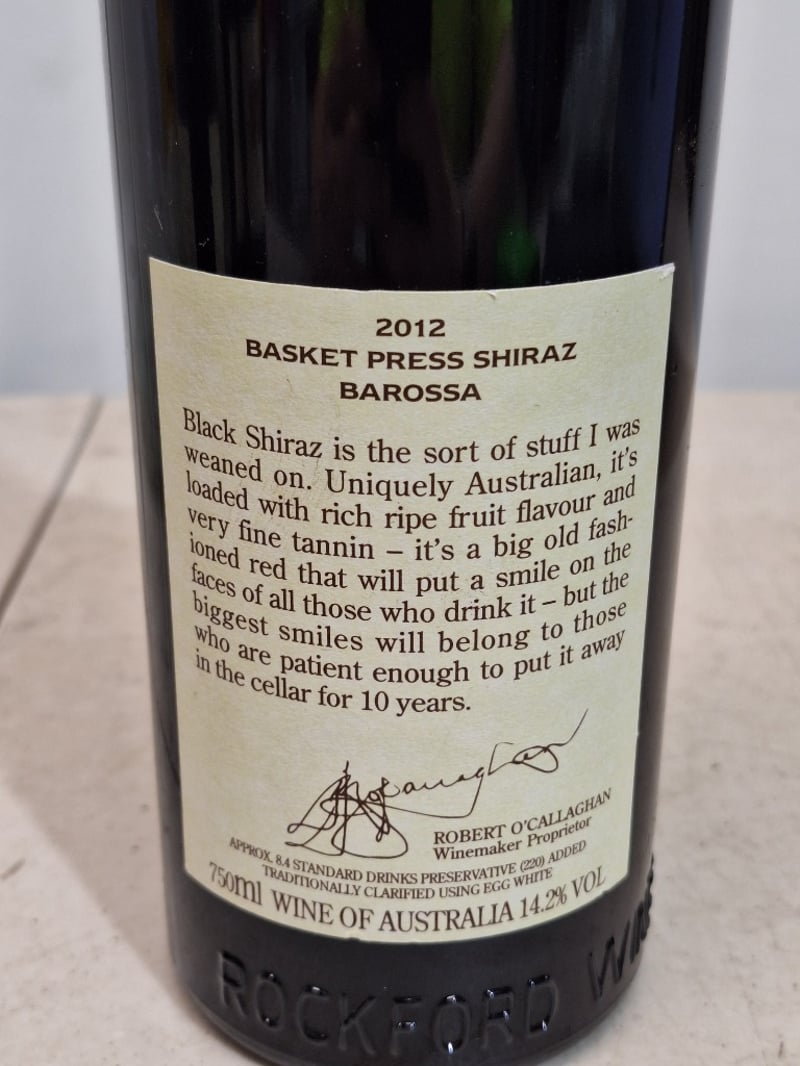 2012
BASKET PRESS SHIRAZ
BAROSSA
Black Shiraz is the sort of stuff I was
weaned on. Uniquely Australian, it's
loaded with rich ripe fruit flavour and
very fine tannin – it's a big old fash-
ioned red that will put a smile on the
faces of all those who drink it – but the
biggest smiles will belong to those
who are patient enough to put it away
in the cellar for 10 years.
ROBERT O'CALLAGHAN
Winemaker Proprietor
APPROX. 8.4 STANDARD DRINKS PRESERVATIVE (220) ADDED
TRADITIONALLY CLARIFIED USING EGG WHITE
750ml WINE OF AUSTRALIA 14.2% VOL
ROCKFORD WINE